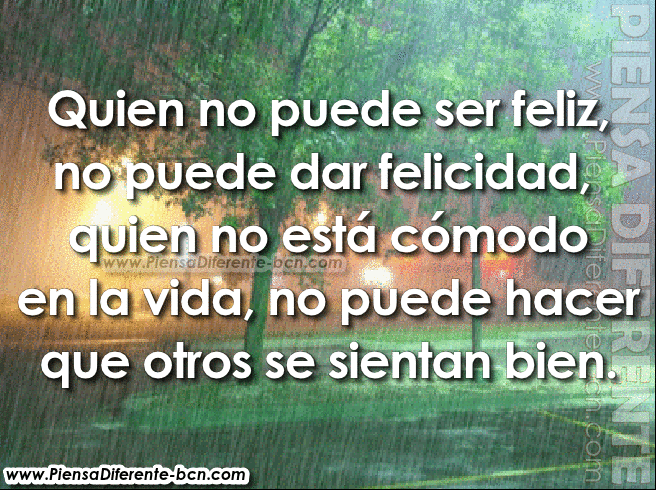 Quien no puede ser feliz,
no puede dar felicidad,
quien no está cómodo
www.PiensaDiferente-bcn.com
en la vida, no puede hacer
que otros se sientan bien.
www.PiensaDiferente-bcn.com
PIENSA DIFERENTE
www.PiensaDiferente-bcn.com